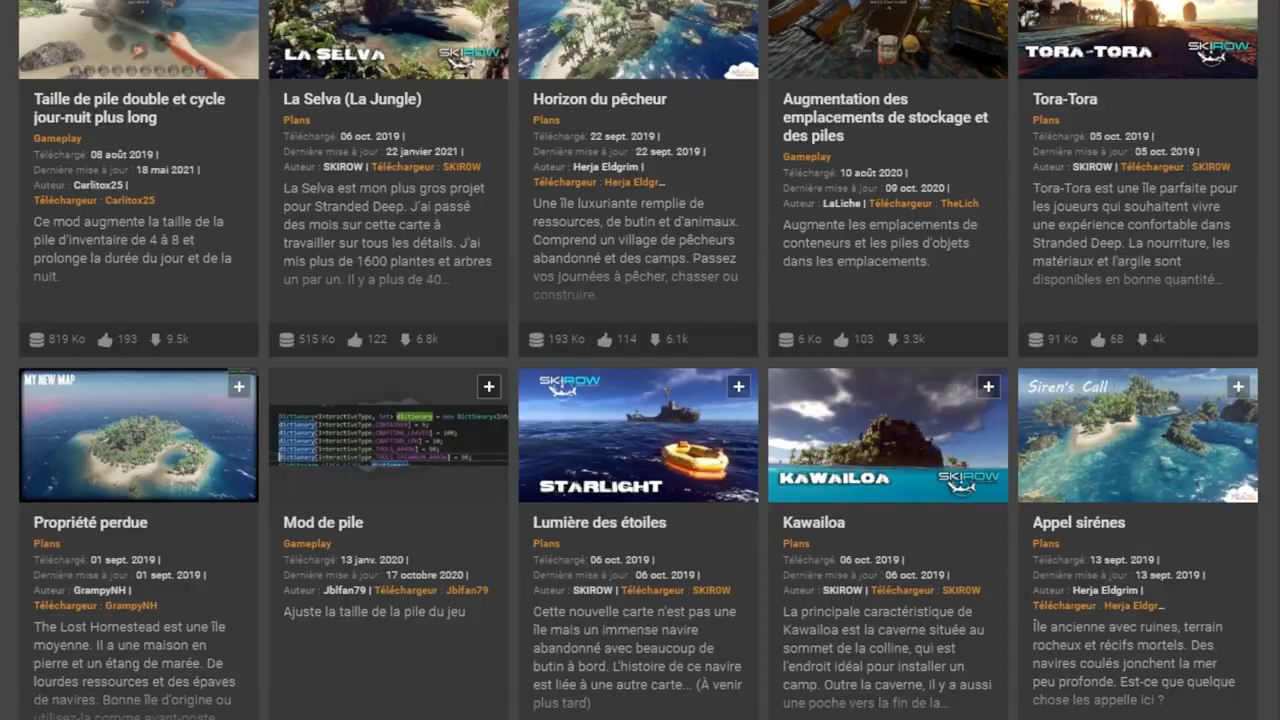 LA SELVA
SKIROW
TORA-TORA
SKIROW
Taille de pile double et cycle
jour-nuit plus long
Gameplay
Téléchargé: 08 août 2019 |
Dernière mise à jour : 18 mai 2021 |
Auteur : Carlitox25 |
Téléchargeur : Carlitox25
Ce mod augmente la taille de la
pile d'inventaire de 4 à 8 et
prolonge la durée du jour et de la
nuit.
819 Ko 193 9.5k
La Selva (La Jungle)
Plans
Téléchargé: 06 oct. 2019 |
Dernière mise à jour : 22 janvier 2021 |
Auteur : SKIROW | Téléchargeur : SKIR0W
La Selva est mon plus gros projet
pour Stranded Deep. J'ai passé
des mois sur cette carte à
travailler sur tous les détails. J'ai
mis plus de 1600 plantes et arbres
un par un. Il y a plus de 40...
515 Ko 122 6.8k
Horizon du pêcheur
Plans
Téléchargé: 22 sept. 2019 |
Dernière mise à jour : 22 sept. 2019 |
Auteur : Herja Eldgrim |
Téléchargeur : Herja Eldgr...
Une île luxuriante remplie de
ressources, de butin et d'animaux.
Comprend un village de pêcheurs
abandonné et des camps. Passez
vos journées à pêcher, chasser ou
construire.
193 Ko 114 6.1k
Augmentation des
emplacements de stockage et
des piles
Gameplay
Téléchargé: 10 août 2020 |
Dernière mise à jour : 09 oct. 2020 |
Auteur : LaLiche | Téléchargeur : TheLich
Augmente les emplacements de
conteneurs et les piles d'objets
dans les emplacements.
6 Ko 103 3.3k
Tora-Tora
Plans
Téléchargé: 05 oct. 2019 |
Dernière mise à jour : 05 oct. 2019 |
Auteur : SKIROW | Téléchargeur : SKIR0W
Tora-Tora est une île parfaite pour
les joueurs qui souhaitent vivre
une expérience confortable dans
Stranded Deep. La nourriture, les
matériaux et l'argile sont
disponibles en bonne quantité...
91 Ko 68 4k
MY NEW MAP
Propriété perdue
Plans
Téléchargé: 01 sept. 2019 |
Dernière mise à jour : 01 sept. 2019 |
Auteur : GrampyNH |
Téléchargeur : GrampyNH
The Lost Homestead est une île
moyenne. Il a une maison en
pierre et un étang de marée. De
lourdes ressources et des épaves
de navires. Bonne île d'origine ou
utilisez-la comme avant-poste
Mod de pile
Gameplay
Téléchargé: 13 janv. 2020 |
Dernière mise à jour : 17 octobre 2020 |
Auteur : Jblfan79 | Téléchargeur : Jblfan79
Ajuste la taille de la pile du jeu
SKIROW
STARLIGHT
Lumière des étoiles
Plans
Téléchargé: 06 oct. 2019 |
Dernière mise à jour : 06 oct. 2019 |
Auteur : SKIROW | Téléchargeur : SKIR0W
Cette nouvelle carte n'est pas une
île mais un immense navire
abandonné avec beaucoup de
butin à bord. L'histoire de ce navire
est liée à une autre carte... (À venir
plus tard)
KAWAILOA
SKIROW
Kawailoa
Plans
Téléchargé: 06 oct. 2019 |
Dernière mise à jour : 06 oct. 2019 |
Auteur : SKIROW | Téléchargeur : SKIR0W
La principale caractéristique de
Kawailoa est la caverne située au
sommet de la colline, qui est
l'endroit idéal pour installer un
camp. Outre la caverne, il y a aussi
une poche vers la fin de la...
Siren's Call
Appel sirénes
Plans
Téléchargé: 13 sept. 2019 |
Dernière mise à jour : 13 sept. 2019 |
Auteur : Herja Eldgrim |
Téléchargeur : Herja Eldgr...
Île ancienne avec ruines, terrain
rocheux et récifs mortels. Des
navires coulés jonchent la mer
peu profonde. Est-ce que quelque
chose les appelle ici ?